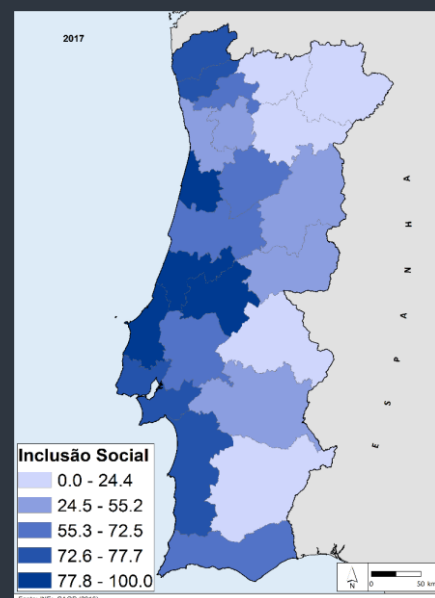 2017
ESPANHA
Inclusão Social
0.0 - 24.4
24.5 - 55.2
55.3 - 72.5
72.6 - 77.7
77.8 - 100.0
N
0 50 km